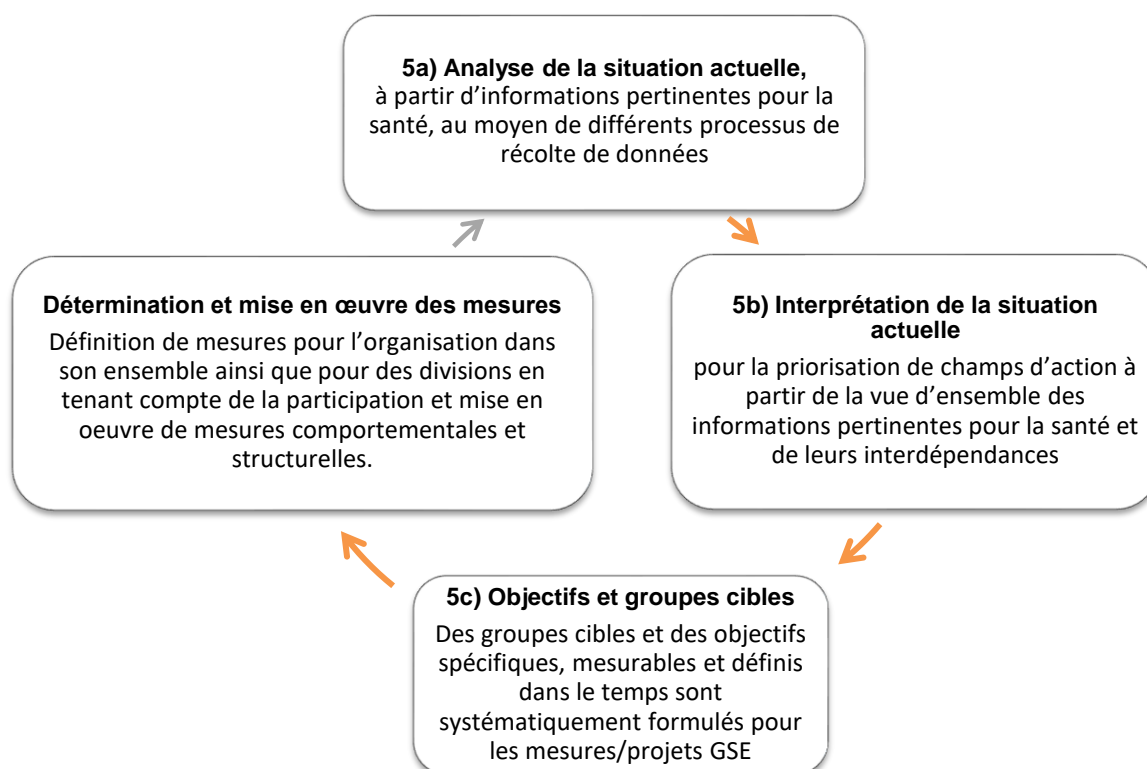 5a) Analyse de la situation actuelle,
à partir d’informations pertinentes pour la
santé, au moyen de différents processus de
récolte de données
5b) Interprétation de la situation
actuelle
pour la priorisation de champs d’action à
partir de la vue d’ensemble des
informations pertinentes pour la santé et
de leurs interdépendances
5c) Objectifs et groupes cibles
Des groupes cibles et des objectifs
spécifiques, mesurables et définis
dans le temps sont
systématiquement formulés pour
les mesures/projets GSE
Détermination et mise en œuvre des mesures
Définition de mesures pour l’organisation dans
son ensemble ainsi que pour des divisions en
tenant compte de la participation et mise en
oeuvre de mesures comportementales et
structurelles.